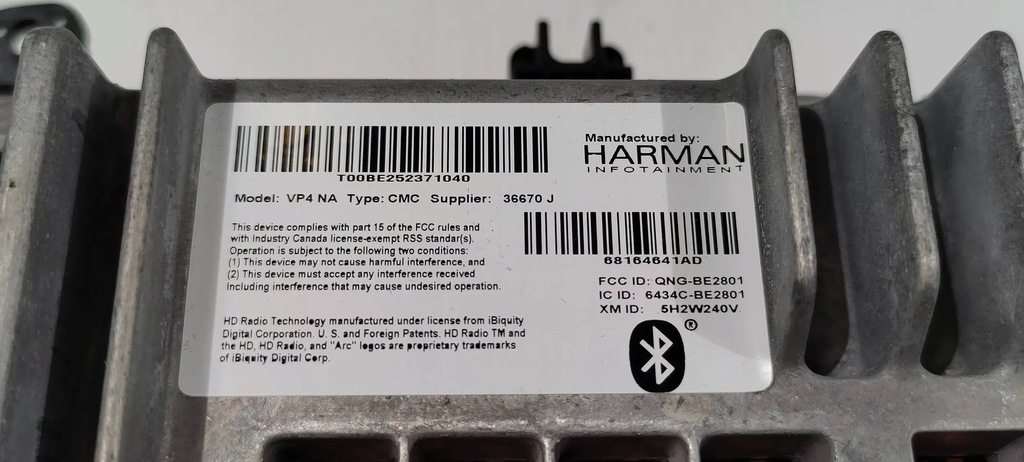 T00BE252371040
Model: VP4 NA Type: CMC Supplier: 36670 J
Manufactured by:
HARMAN
INFOTAINMENT
This device complies with part 15 of the FCC rules and
with Industry Canada license-exempt RSS standar(s).
Operation is subject to the following two conditions:
(1) This device may not cause harmful interference, and
(2) This device must accept any interference received
Including interference that may cause undesired operation.
68164641AD
FCC ID: QNG-BE2801
IC ID: 6434C-BE2801
XM ID: 5H2W240V
®
HD Radio Technology manufactured under license from iBiquity
Digital Corporation. U. S. and Foreign Patents. HD Radio TM and
the HD, HD Radio, and "Arc" logos are proprietary trademarks
of iBiquity Digital Corp.